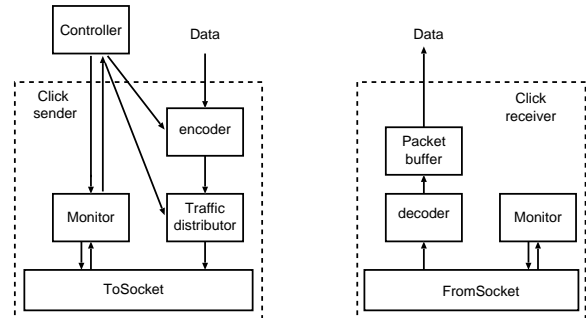 Controller
Data
Click
sender
encoder
Monitor
Traffic
distributor
ToSocket
Data
Click
receiver
Packet
buffer
decoder
Monitor
FromSocket